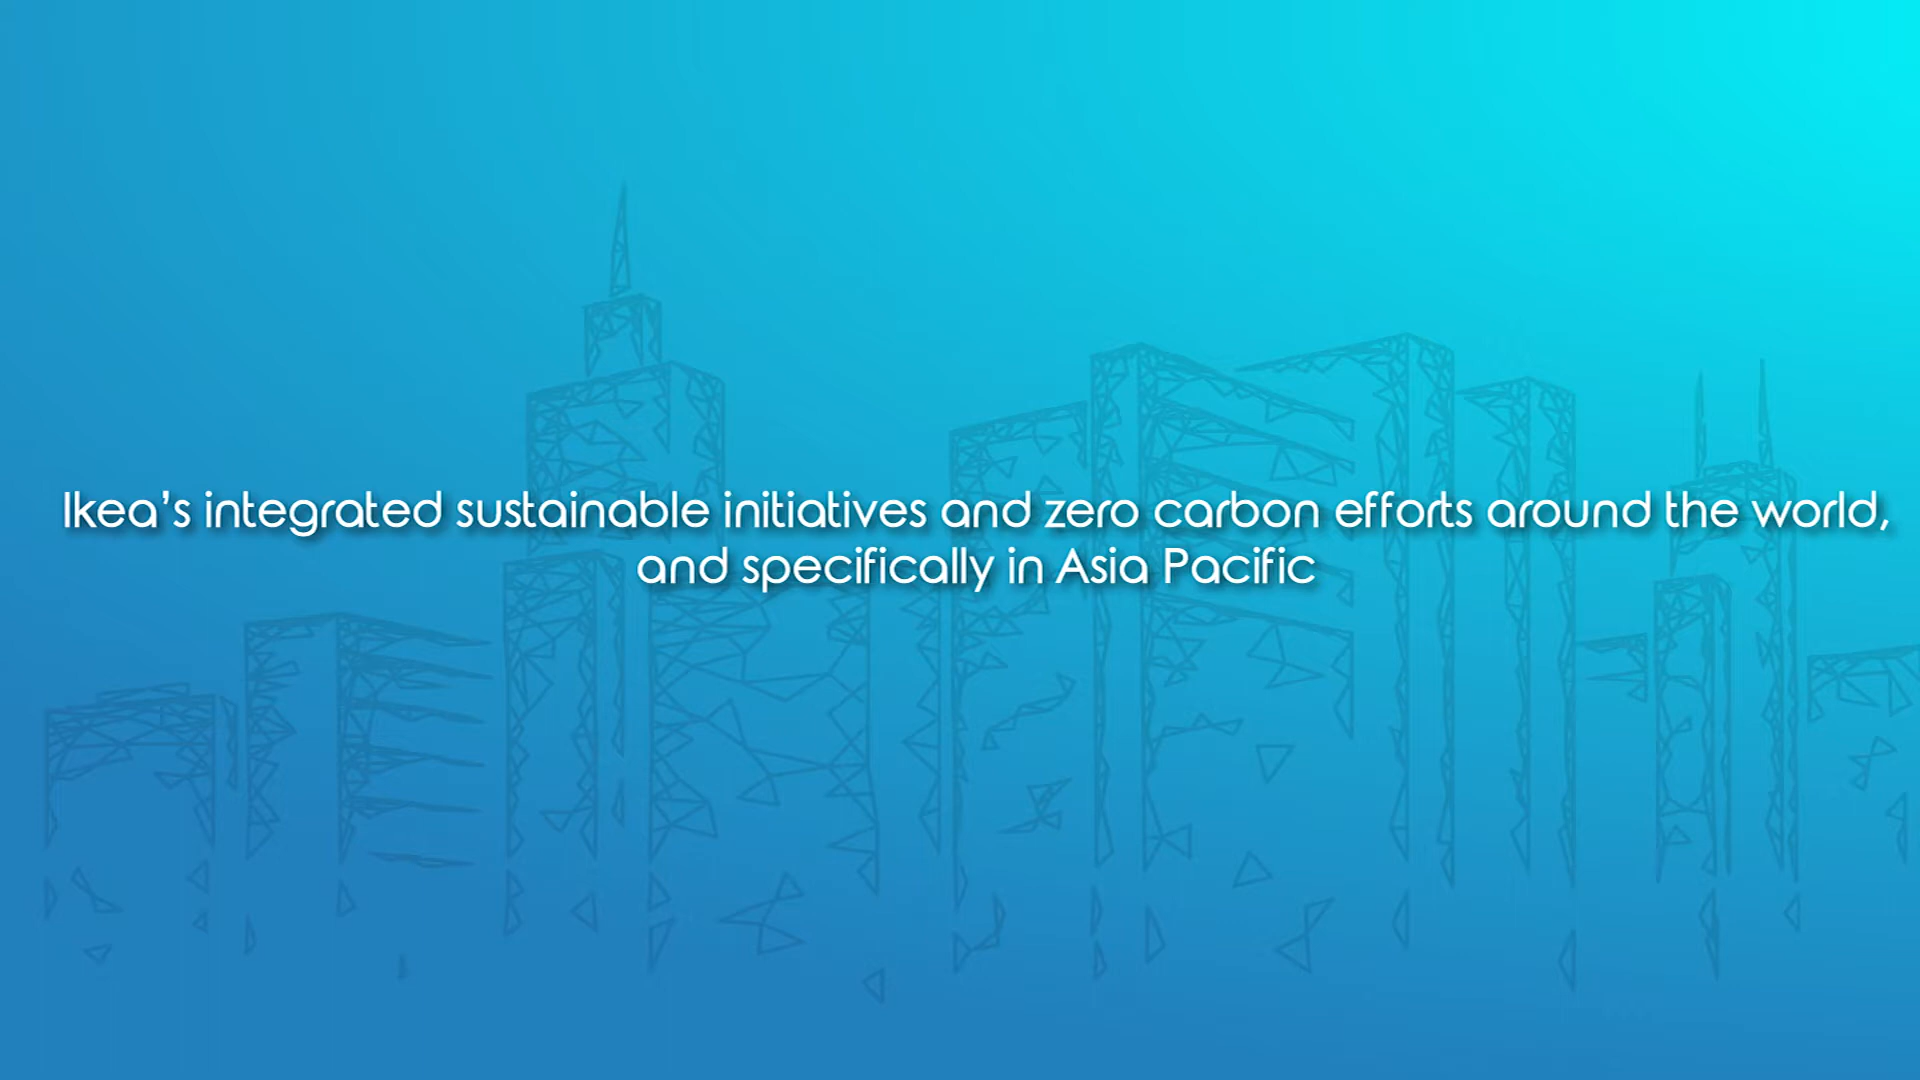 Ikea's integrated sustainable initiatives and zero carbon efforts around the world,
and specifically in Asia Pacific